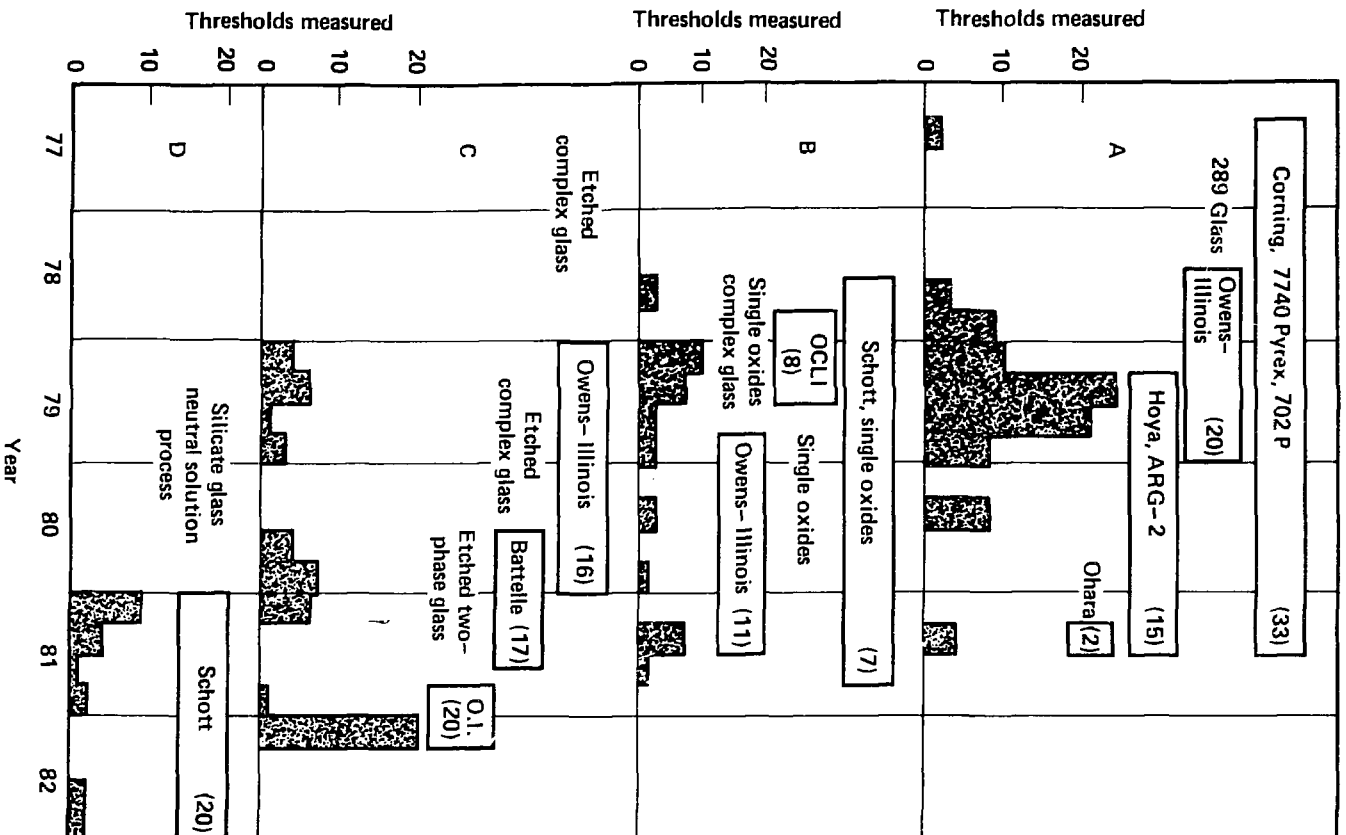 Thresholds measured
0
10
20
A
Corning, 7740 Pyrex, 702 P (33)
289 Glass
Owens–
Illinois (20)
Hoya, ARG–2 (15)
Ohara (2)
Thresholds measured
0
10
20
B
Schott, single oxides (7)
OCLI
(8)
Single oxides
complex glass
Single oxides
Owens–Illinois (11)
Thresholds measured
0
10
20
C
Etched
complex glass
Owens–Illinois (16)
Etched
complex glass
Battelle (17)
Etched two–
phase glass
O.I.
(20)
0
10
20
D
Silicate glass
neutral solution
process
Schott (20)
77
78
79
80
81
82
Year